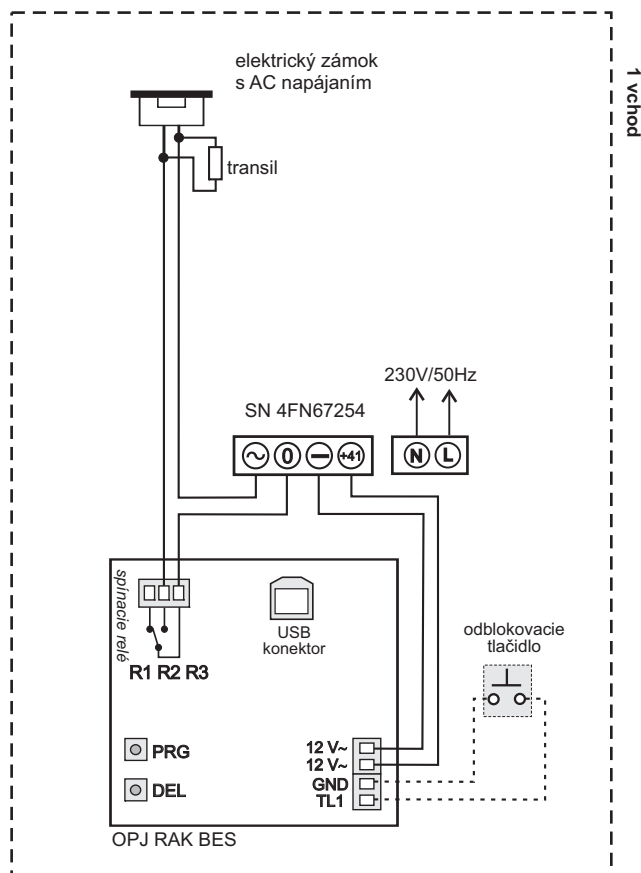 elektrický zámok
s AC napájaním
1 vchod
transil
230V/50Hz
SN 4FN67254
~ 0 – +41
N L
spínacie relé
USB
konektor
odblokovacie
tlačidlo
R1 R2 R3
PRG
12 V~
12 V~
DEL
GND
TL1
OPJ RAK BES